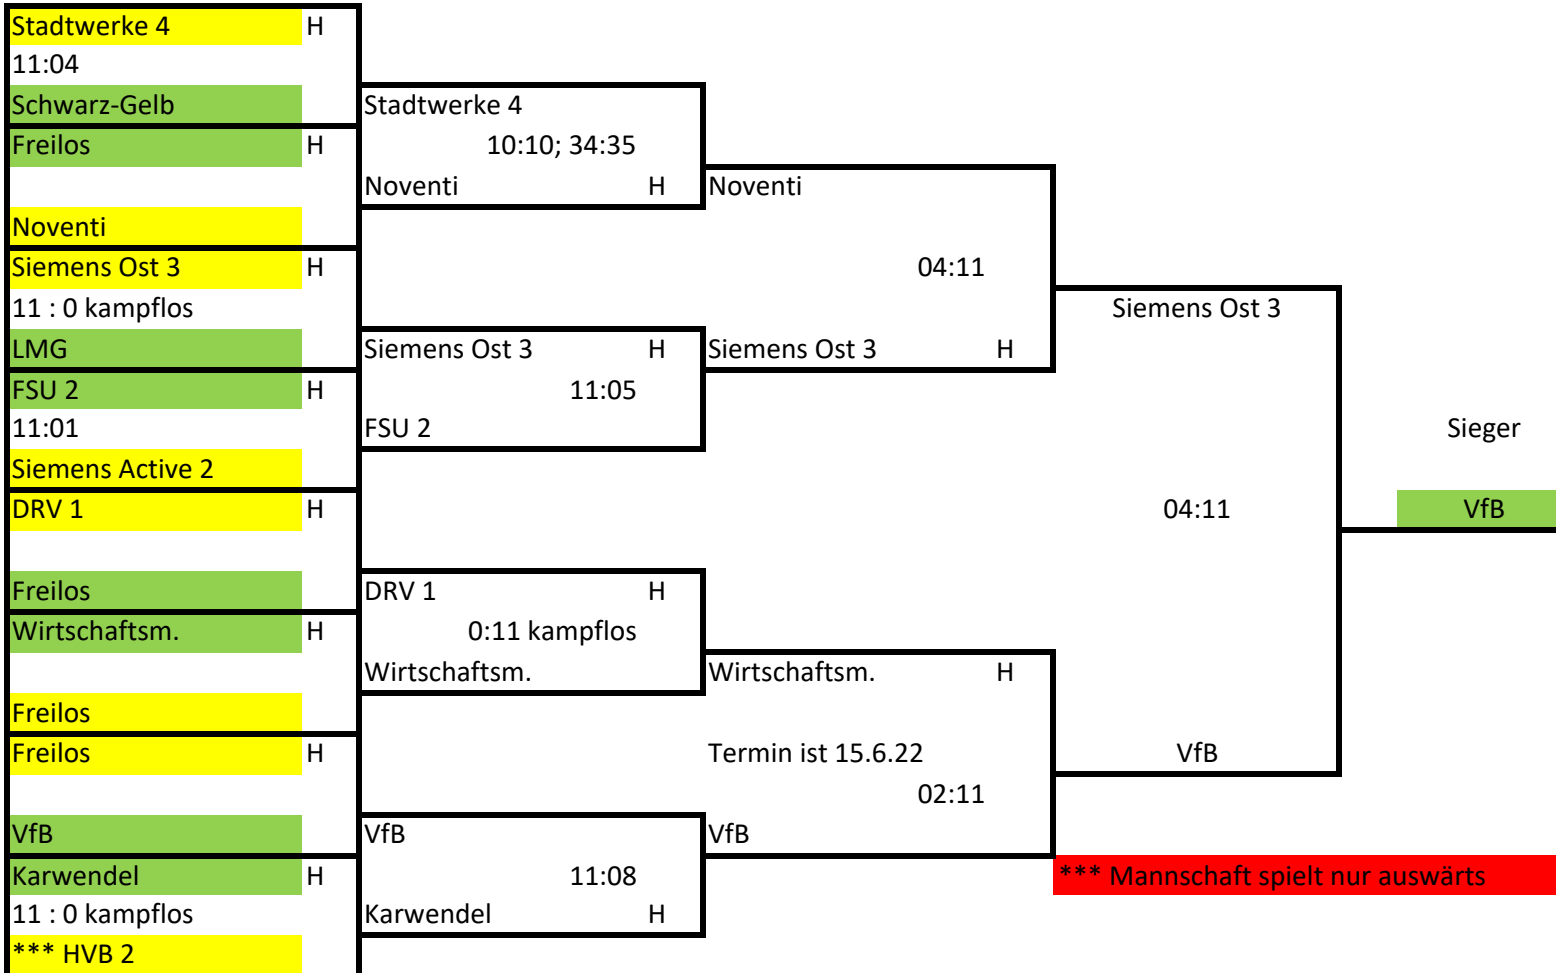 Stadtwerke 4 H
11:04
Schwarz-Gelb Stadtwerke 4
Freilos H 10:10; 34:35
Noventi H Noventi
Noventi
Siemens Ost 3 H 04:11
11 : 0 kampflos Siemens Ost 3
LMG Siemens Ost 3 H Siemens Ost 3 H
FSU 2 H 11:05
11:01 FSU 2 Sieger
Siemens Active 2
DRV 1 H 04:11 VfB
Freilos DRV 1 H
Wirtschaftsm. H 0:11 kampflos
Wirtschaftsm. Wirtschaftsm. H
Freilos
Freilos H Termin ist 15.6.22 VfB
02:11
VfB VfB VfB
Karwendel H 11:08 *** Mannschaft spielt nur auswärts
11 : 0 kampflos Karwendel H
*** HVB 2